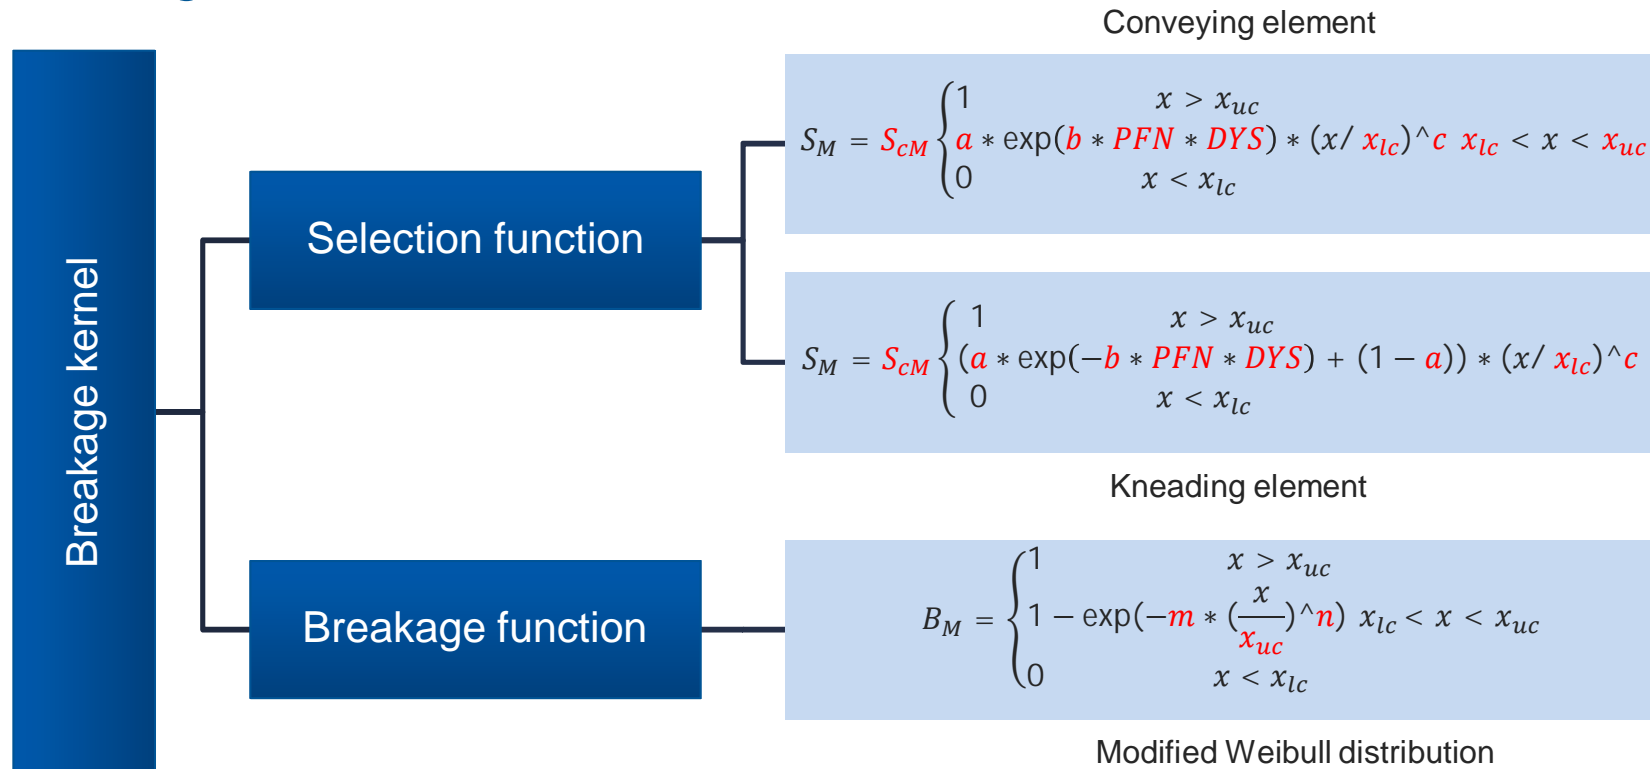 Breakage kernel
Selection function
Breakage function
Conveying element
S_M = S_cM { 1 x > x_uc
a * exp(b * PFN * DYS) * (x/ x_lc)^c x_lc < x < x_uc
0 x < x_lc
S_M = S_cM { 1 x > x_uc
(a * exp(−b * PFN * DYS) + (1 − a)) * (x/ x_lc)^c
0 x < x_lc
Kneading element
B_M = { 1 x > x_uc
1 − exp(−m * (x/x_uc)^n) x_lc < x < x_uc
0 x < x_lc
Modified Weibull distribution